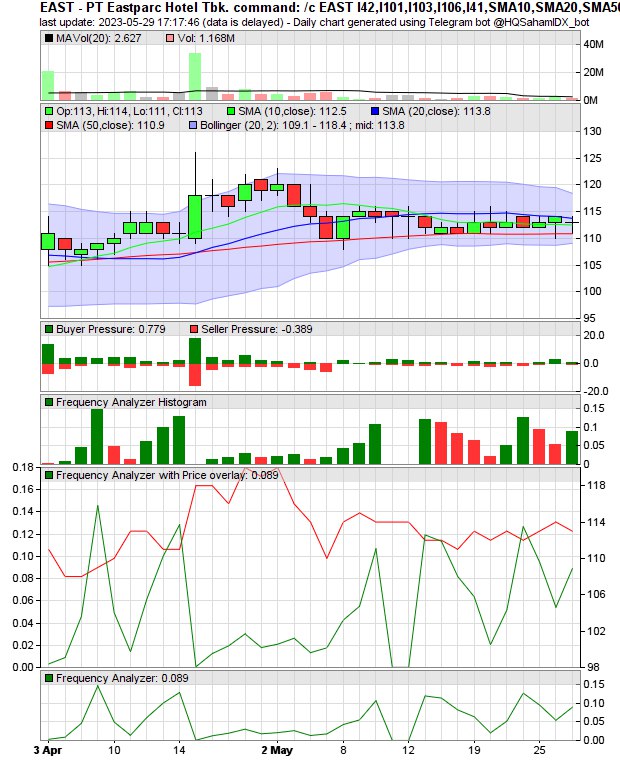 EAST - PT Eastparc Hotel Tbk. command: /c EAST I42,I101,I103,I106,I41,SMA10,SMA20,SMA50
last update: 2023-05-29 17:17:46 (data is delayed) - Daily chart generated using Telegram bot @HQSahamIDX_bot
MAVol(20): 2.627 Vol: 1.168M
40M
20M
0M
Op:113, Hi:114, Lo:111, Cl:113 SMA (10,close): 112.5 SMA (20,close): 113.8
SMA (50,close): 110.9 Bollinger (20, 2): 109.1 - 118.4 ; mid: 113.8
130
125
120
115
110
105
100
95
Buyer Pressure: 0.779 Seller Pressure: -0.389
20.0
0.0
-20.0
Frequency Analyzer Histogram
0.15
0.1
0.05
0
Frequency Analyzer with Price overlay: 0.089
0.18
0.16
0.14
0.12
0.10
0.08
0.06
0.04
0.02
0.00
118
114
110
106
102
98
Frequency Analyzer: 0.089
0.15
0.10
0.05
0.00
3 Apr 10 14 2 May 8 12 19 25